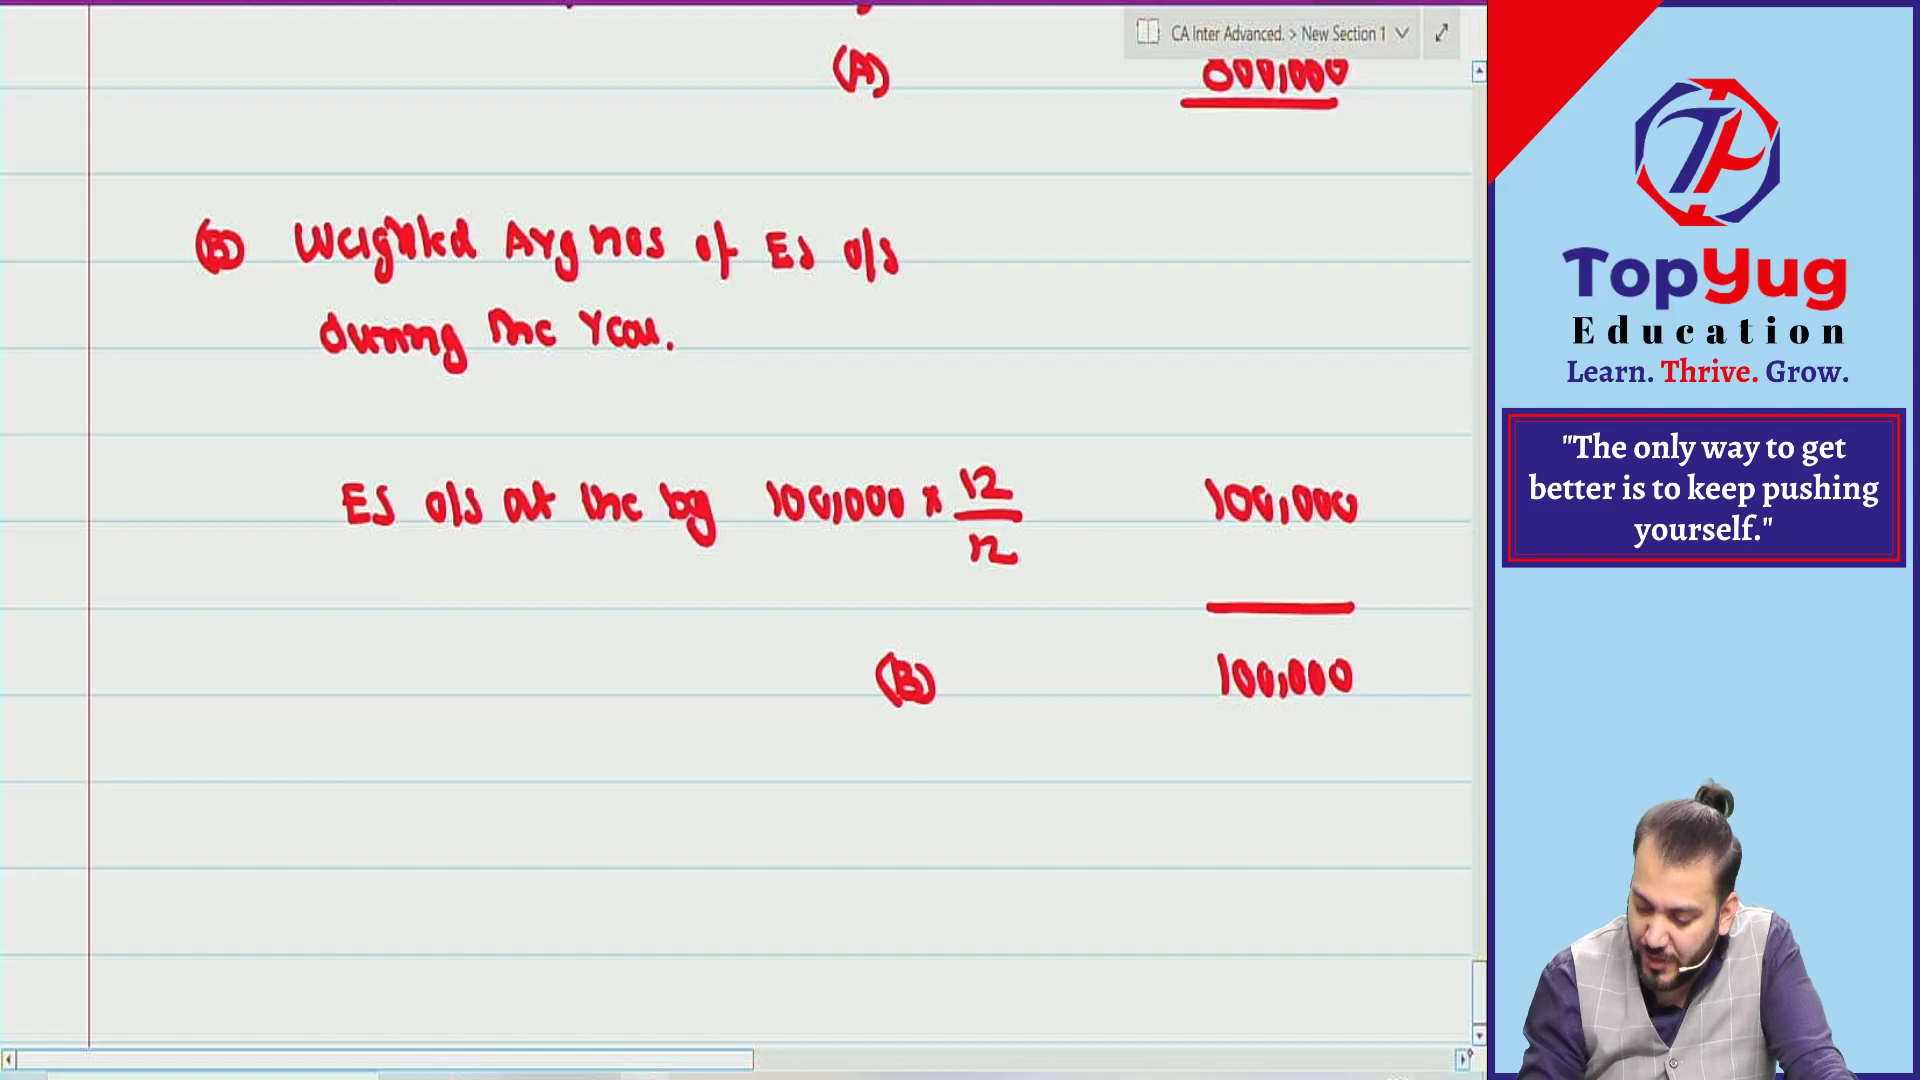 CA Inter Advanced. > New Section 1
(A)
(B) Weighted Avg nos of ES o/s
during the Year.
ES o/s at the bg 100,000 × 12/12 100,000
(B) 100,000
TopYug
Education
Learn. Thrive. Grow.
"The only way to get
better is to keep pushing
yourself."